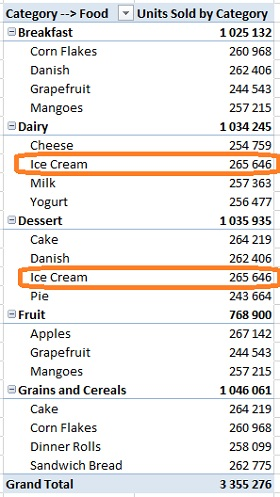 Category --> Food Units Sold by Category
Breakfast 1 025 132
Corn Flakes 260 968
Danish 262 406
Grapefruit 244 543
Mangoes 257 215
Dairy 1 034 245
Cheese 254 759
Ice Cream 265 646
Milk 257 363
Yogurt 256 477
Dessert 1 035 935
Cake 264 219
Danish 262 406
Ice Cream 265 646
Pie 243 664
Fruit 768 900
Apples 267 142
Grapefruit 244 543
Mangoes 257 215
Grains and Cereals 1 046 061
Cake 264 219
Corn Flakes 260 968
Dinner Rolls 258 099
Sandwich Bread 262 775
Grand Total 3 355 276